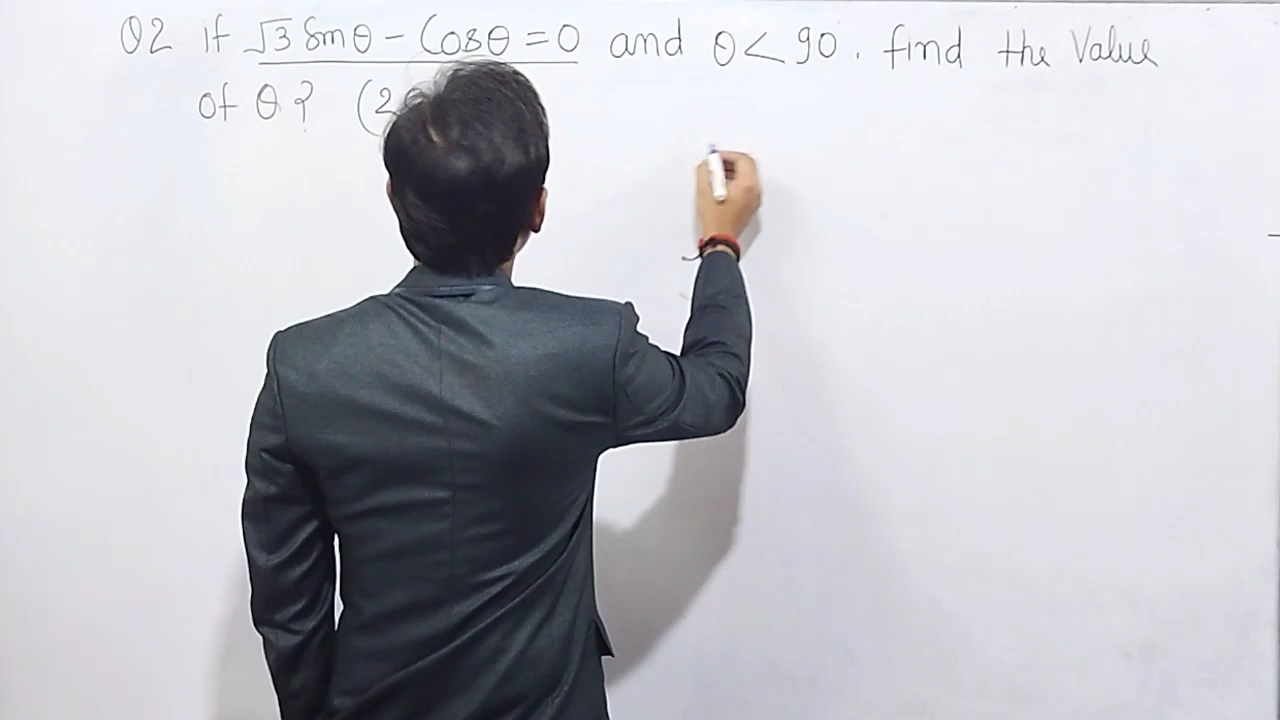 Q2 if √3 Sinθ - Cosθ = 0 and θ < 90. find the Value
of θ? (2